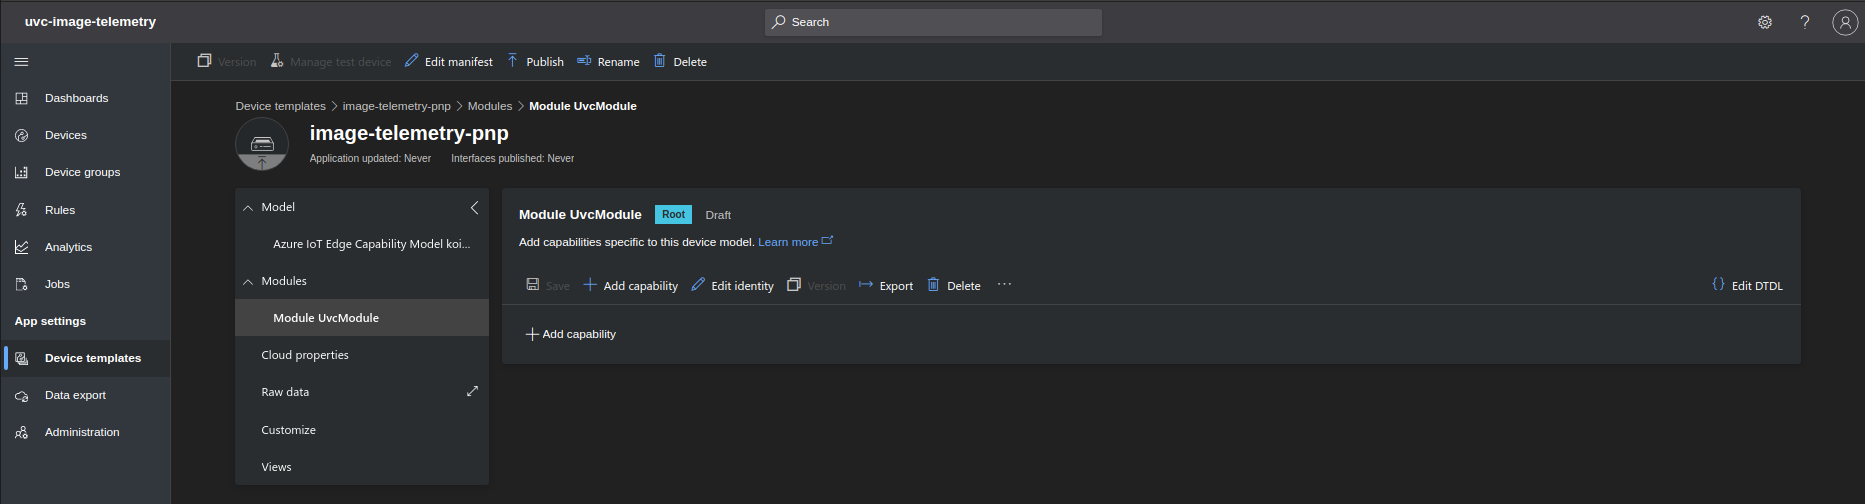 uvc-image-telemetry
Search
Version Manage test device Edit manifest Publish Rename Delete
Dashboards
Devices
Device groups
Rules
Analytics
Jobs
App settings
Device templates
Data export
Administration
Device templates > image-telemetry-pnp > Modules > Module UvcModule
image-telemetry-pnp
Application updated: Never Interfaces published: Never
Model
Azure IoT Edge Capability Model koi...
Modules
Module UvcModule
Cloud properties
Raw data
Customize
Views
Module UvcModule Root Draft
Add capabilities specific to this device model. Learn more
Save Add capability Edit identity Version Export Delete ... {} Edit DTDL
Add capability